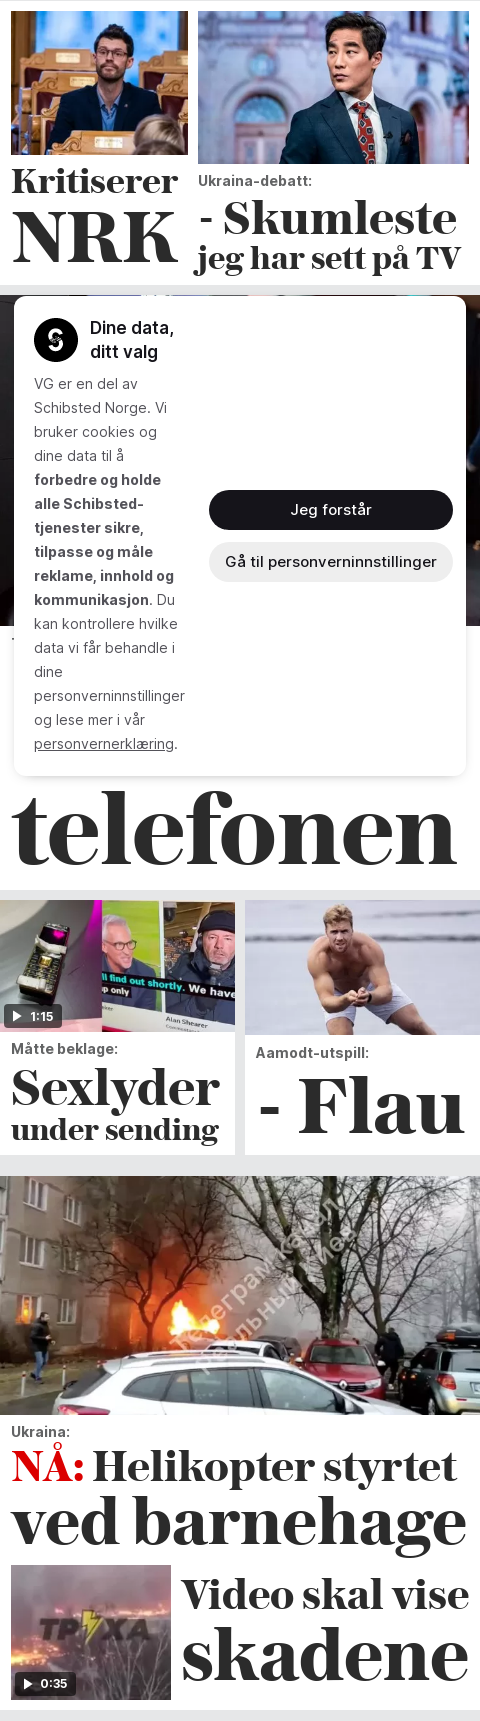 Kritiserer
NRK
Ukraina-debatt:
- Skumleste
jeg har sett på TV
Dine data,
ditt valg
VG er en del av
Schibsted Norge. Vi
bruker cookies og
dine data til å
forbedre og holde
alle Schibsted-
tjenester sikre,
tilpasse og måle
reklame, innhold og
kommunikasjon. Du
kan kontrollere hvilke
data vi får behandle i
dine
personverninnstillinger
og lese mer i vår
personvernerklæring.
Jeg forstår
Gå til personverninnstillinger
telefonen
ll find out shortly. We have
up only
Alan Shearer
1:15
Måtte beklage:
Sexlyder
under sending
Aamodt-utspill:
- Flau
Ukraina:
NÅ: Helikopter styrtet
ved barnehage
ТРУХА
0:35
Video skal vise
skadene